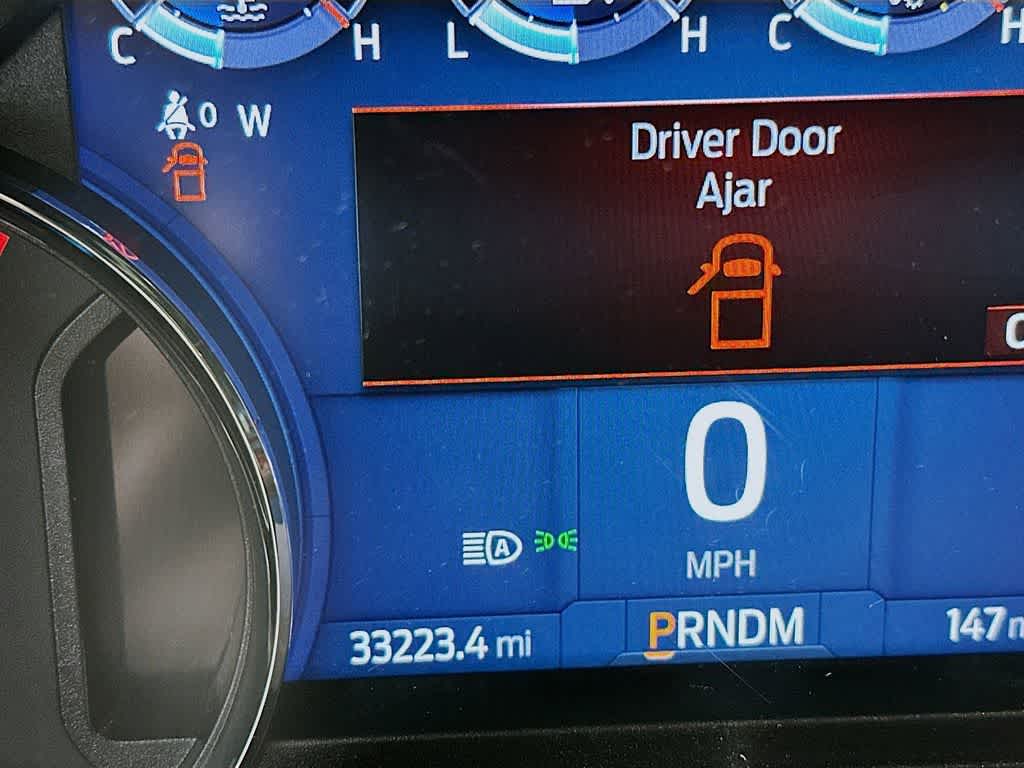 C H L H C H
0 W
Driver Door
Ajar
0
MPH
A
33223.4 mi
PRNDM
147